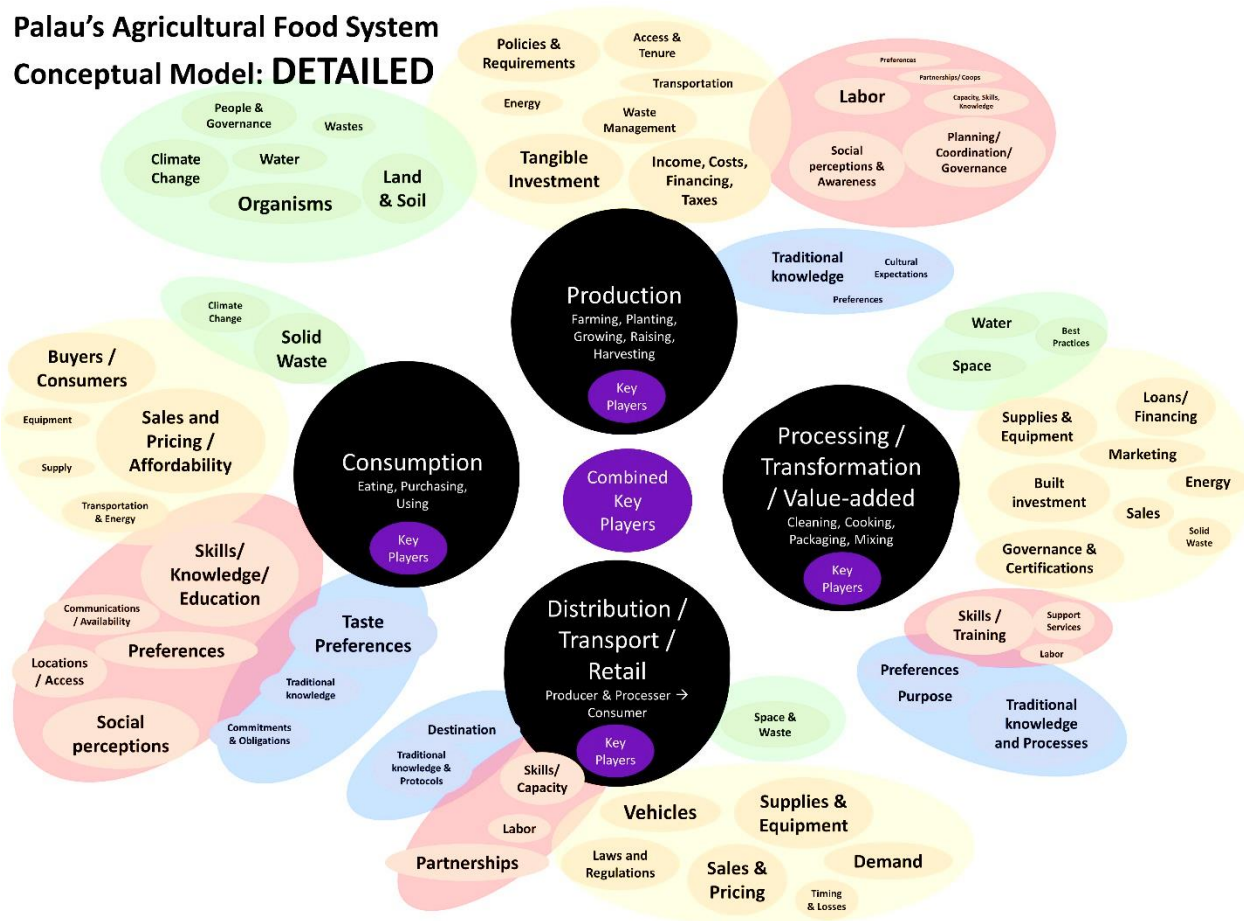 Palau's Agricultural Food System
Conceptual Model: DETAILED
People &
Governance
Wastes
Climate
Change
Water
Land
& Soil
Organisms
Policies &
Requirements
Access &
Tenure
Transportation
Energy
Waste
Management
Tangible
Investment
Income, Costs,
Financing,
Taxes
Preferences
Partnerships/ Coops
Labor
Capacity, Skills,
Knowledge
Social
perceptions &
Awareness
Planning/
Coordination/
Governance
Traditional
knowledge
Cultural
Expectations
Preferences
Production
Farming, Planting,
Growing, Raising,
Harvesting
Key
Players
Climate
Change
Solid
Waste
Buyers /
Consumers
Equipment
Sales and
Pricing /
Affordability
Supply
Transportation
& Energy
Consumption
Eating, Purchasing,
Using
Key
Players
Combined
Key
Players
Processing /
Transformation
/ Value-added
Cleaning, Cooking,
Packaging, Mixing
Key
Players
Water
Best
Practices
Space
Loans/
Financing
Supplies &
Equipment
Marketing
Built
investment
Energy
Sales
Solid
Waste
Governance &
Certifications
Skills /
Training
Support
Services
Labor
Preferences
Purpose
Traditional
knowledge
and Processes
Skills/
Knowledge/
Education
Communications
/ Availability
Preferences
Locations
/ Access
Social
perceptions
Taste
Preferences
Traditional
knowledge
Commitments
& Obligations
Distribution /
Transport /
Retail
Producer & Processer →
Consumer
Key
Players
Destination
Traditional
knowledge &
Protocols
Skills/
Capacity
Labor
Partnerships
Space &
Waste
Vehicles
Supplies &
Equipment
Laws and
Regulations
Sales &
Pricing
Demand
Timing
& Losses